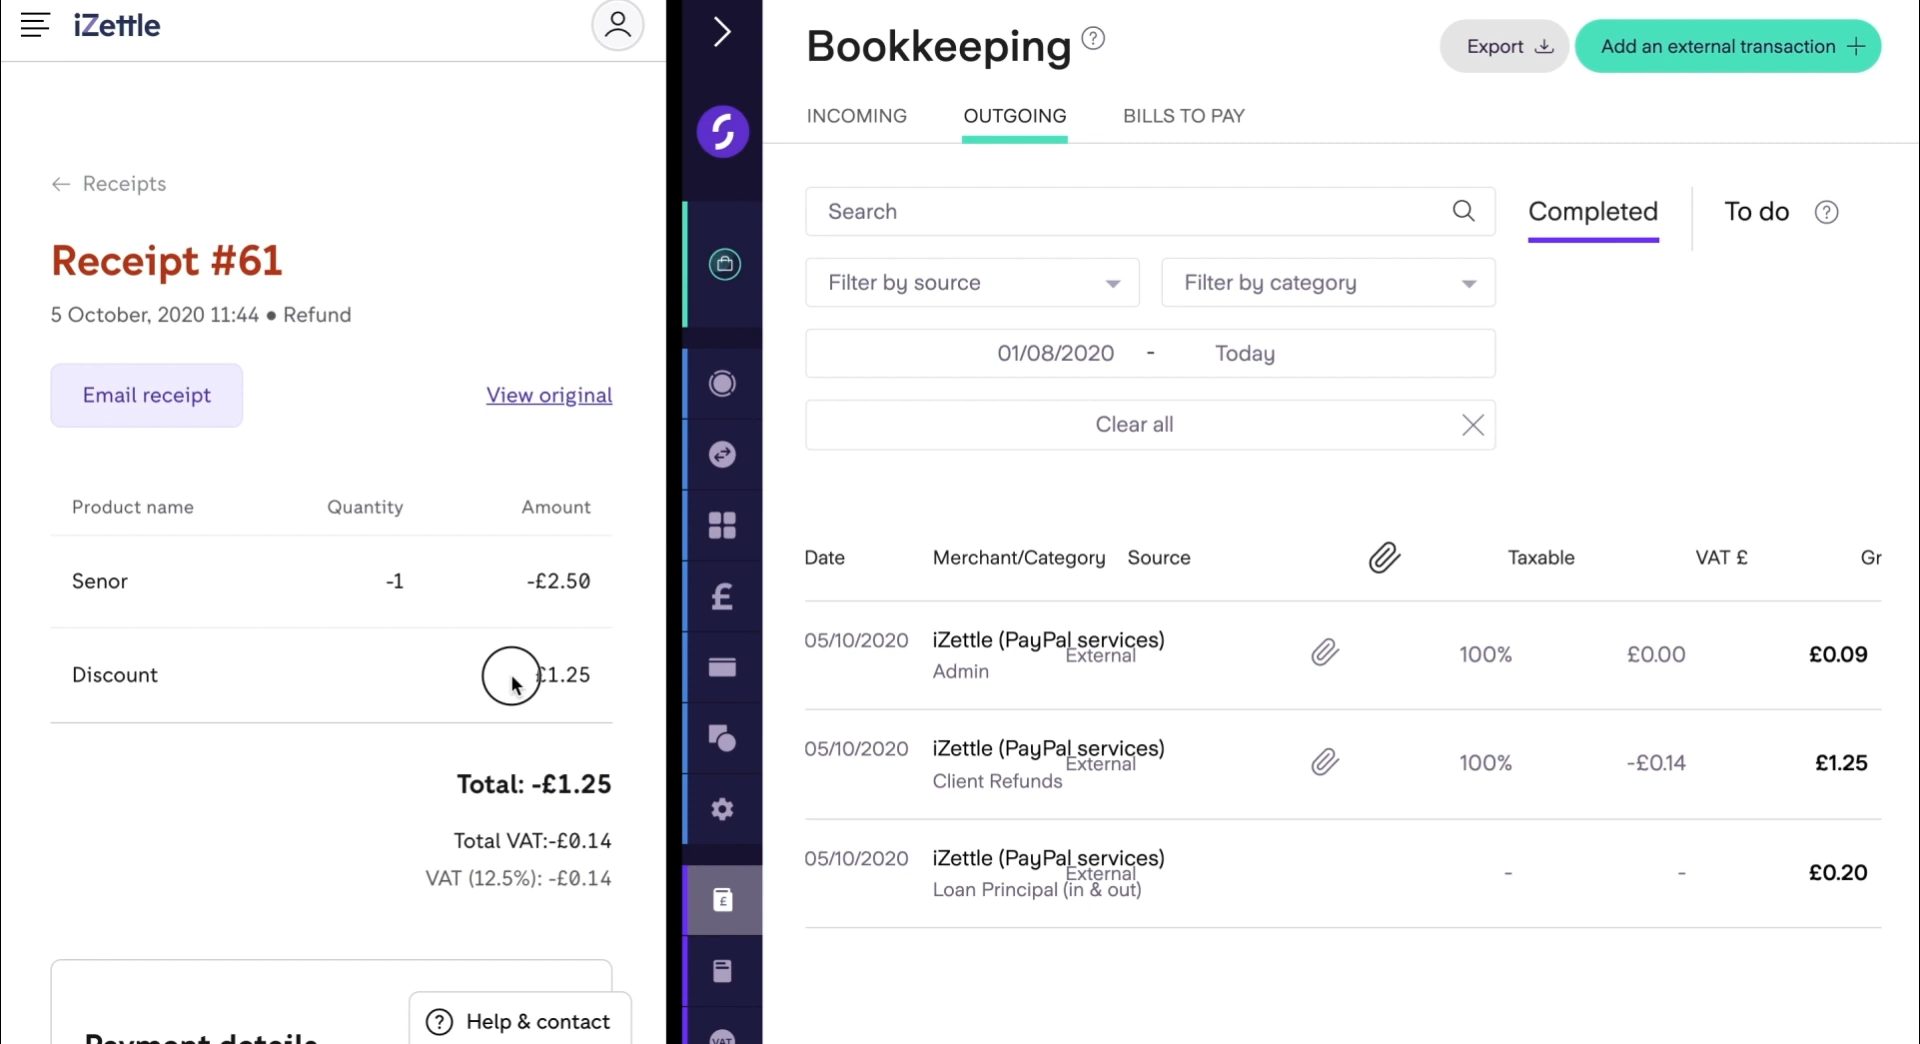 iZettle
← Receipts
Receipt #61
5 October, 2020 11:44 ● Refund
Email receipt
View original
Product name Quantity Amount
Senor -1 -£2.50
Discount £1.25
Total: -£1.25
Total VAT:-£0.14
VAT (12.5%): -£0.14
Payment details
? Help & contact
£
£
VAT
Bookkeeping ?
Export
Add an external transaction +
INCOMING OUTGOING BILLS TO PAY
Search
Completed To do ?
Filter by source Filter by category
01/08/2020 - Today
Clear all
Date Merchant/Category Source Taxable VAT £ Gr
05/10/2020 iZettle (PayPal services) External 100% £0.00 £0.09
Admin
05/10/2020 iZettle (PayPal services) External 100% -£0.14 £1.25
Client Refunds
05/10/2020 iZettle (PayPal services) External - - £0.20
Loan Principal (in & out)